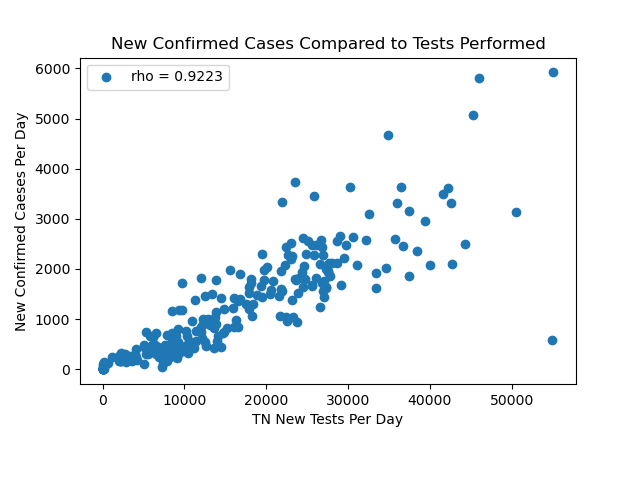 New Confirmed Cases Compared to Tests Performed
rho = 0.9223
6000
5000
4000
3000
2000
1000
0
New Confirmed Caeses Per Day
0 10000 20000 30000 40000 50000
TN New Tests Per Day